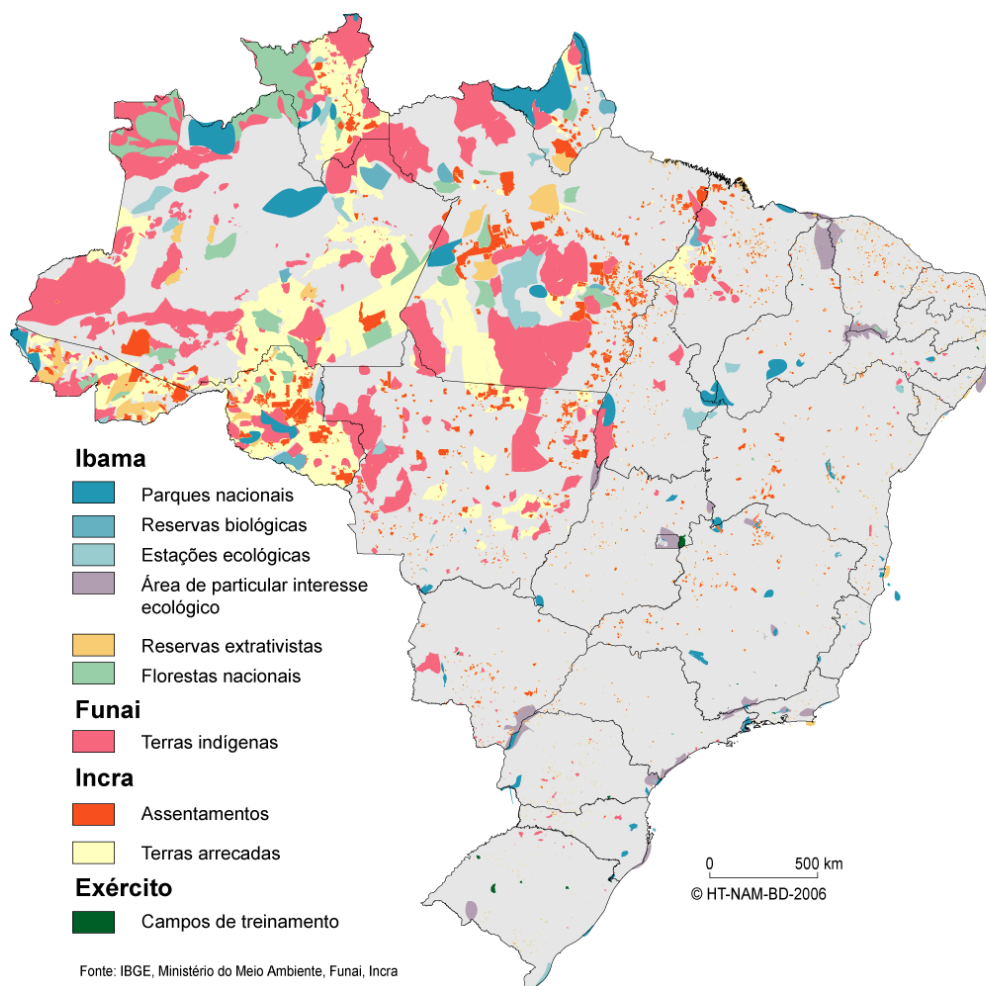 Ibama
Parques nacionais
Reservas biológicas
Estações ecológicas
Área de particular interesse
ecológico
Reservas extrativistas
Florestas nacionais
Funai
Terras indígenas
Incra
Assentamentos
Terras arrecadas
Exército
Campos de treinamento
Fonte: IBGE, Ministério do Meio Ambiente, Funai, Incra
0 500 km
© HT-NAM-BD-2006